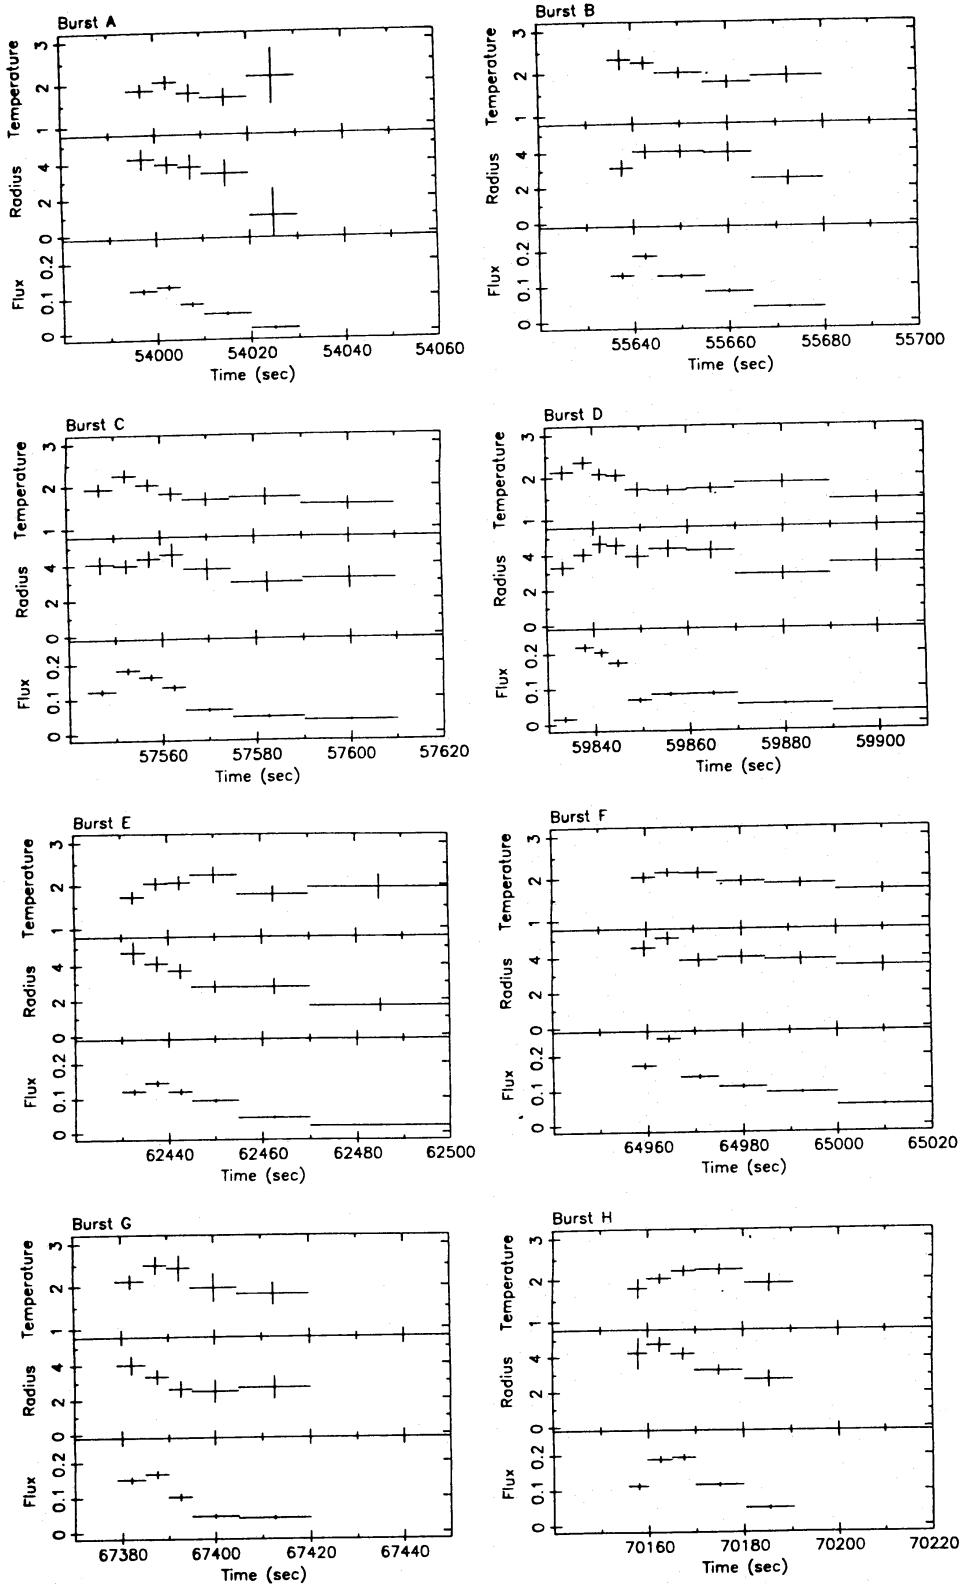 Burst A
Temperature
3
2
1
Radius
4
2
0
Flux
0.2
0.1
0
54000 54020 54040 54060
Time (sec)
Burst B
Temperature
3
2
1
Radius
4
2
0
Flux
0.2
0.1
0
55640 55660 55680 55700
Time (sec)
Burst C
Temperature
3
2
1
Radius
4
2
0
Flux
0.2
0.1
0
57560 57580 57600 57620
Time (sec)
Burst D
Temperature
3
2
1
Radius
4
2
0
Flux
0.2
0.1
0
59840 59860 59880 59900
Time (sec)
Burst E
Temperature
3
2
1
Radius
4
2
0
Flux
0.2
0.1
0
62440 62460 62480 62500
Time (sec)
Burst F
Temperature
3
2
1
Radius
4
2
0
Flux
0.2
0.1
0
64960 64980 65000 65020
Time (sec)
Burst G
Temperature
3
2
1
Radius
4
2
0
Flux
0.2
0.1
0
67380 67400 67420 67440
Time (sec)
Burst H
Temperature
3
2
1
Radius
4
2
0
Flux
0.2
0.1
0
70160 70180 70200 70220
Time (sec)